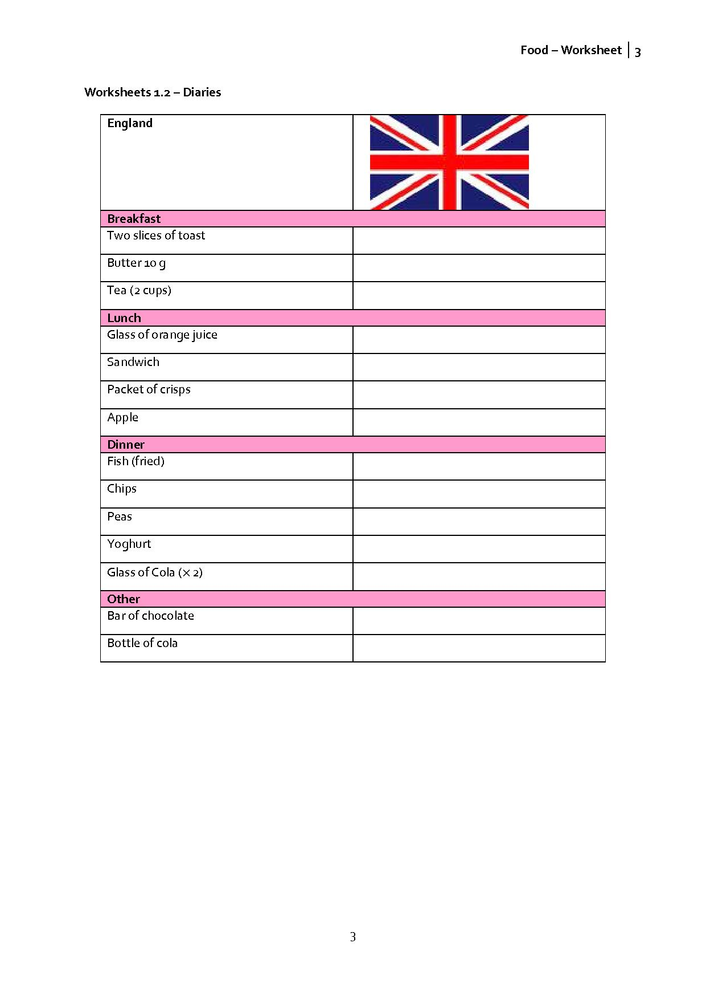 Food – Worksheet 3
Worksheets 1.2 – Diaries
England
Breakfast
Two slices of toast
Butter 10 g
Tea (2 cups)
Lunch
Glass of orange juice
Sandwich
Packet of crisps
Apple
Dinner
Fish (fried)
Chips
Peas
Yoghurt
Glass of Cola (× 2)
Other
Bar of chocolate
Bottle of cola
3